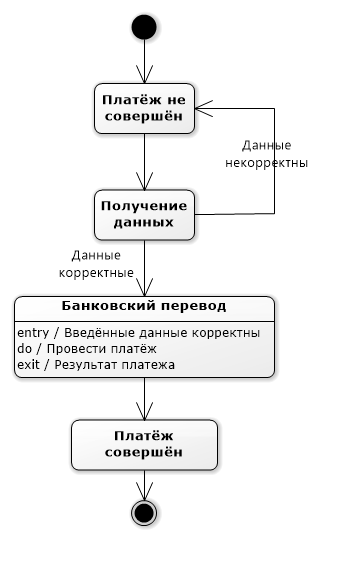 Платёж не
совершён
Данные
некорректны
Получение
данных
Данные
корректные
Банковский перевод
entry / Введённые данные корректны
do / Провести платёж
exit / Результат платежа
Платёж
совершён